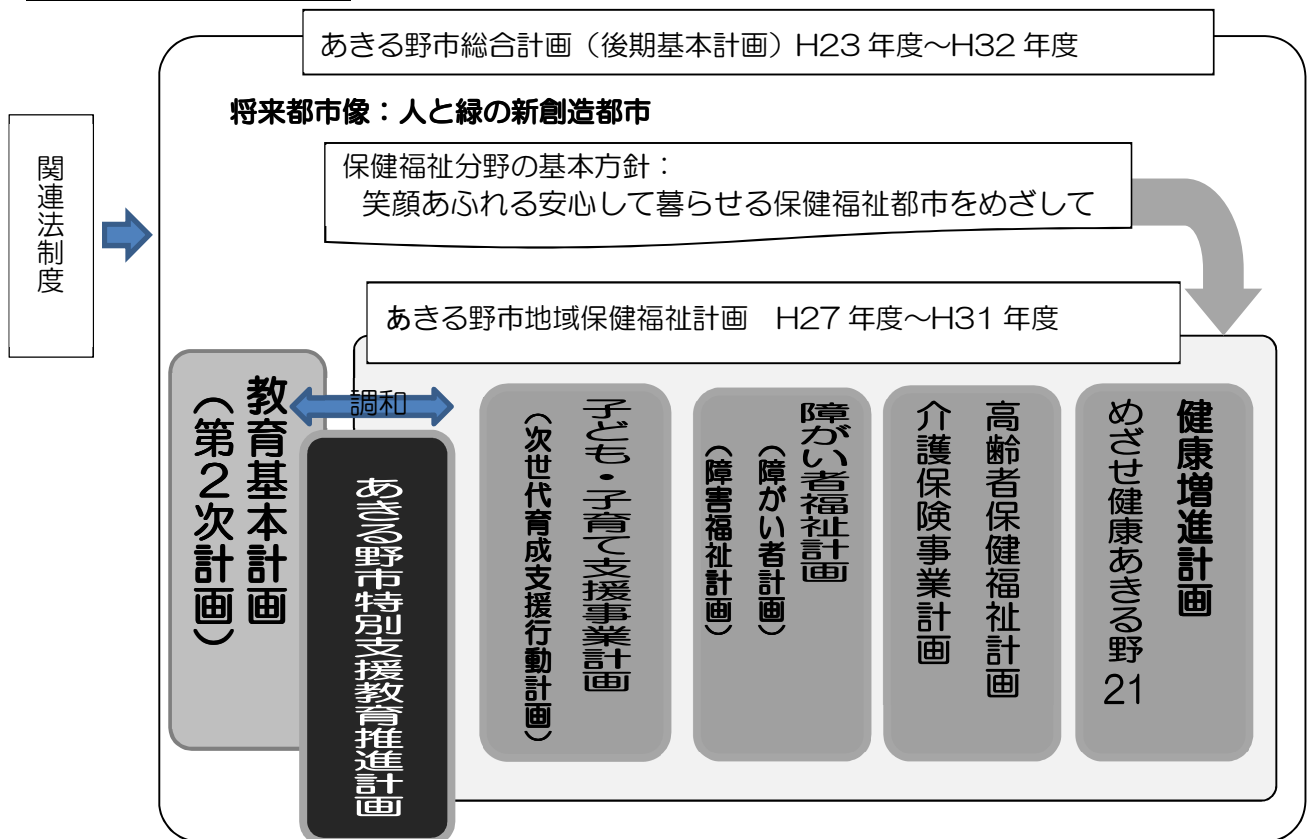 あきる野市総合計画（後期基本計画）H23年度～H32年度
将来都市像：人と緑の新創造都市
関連法制度
保健福祉分野の基本方針：
笑顔あふれる安心して暮らせる保健福祉都市をめざして
あきる野市地域保健福祉計画　H27年度～H31年度
教育基本計画
（第２次計画）
調和
あきる野市特別支援教育推進計画
子ども・子育て支援事業計画
（次世代育成支援行動計画）
障がい者福祉計画
（障がい者計画）
（障害福祉計画）
高齢者保健福祉計画
介護保険事業計画
健康増進計画
めざせ健康あきる野21